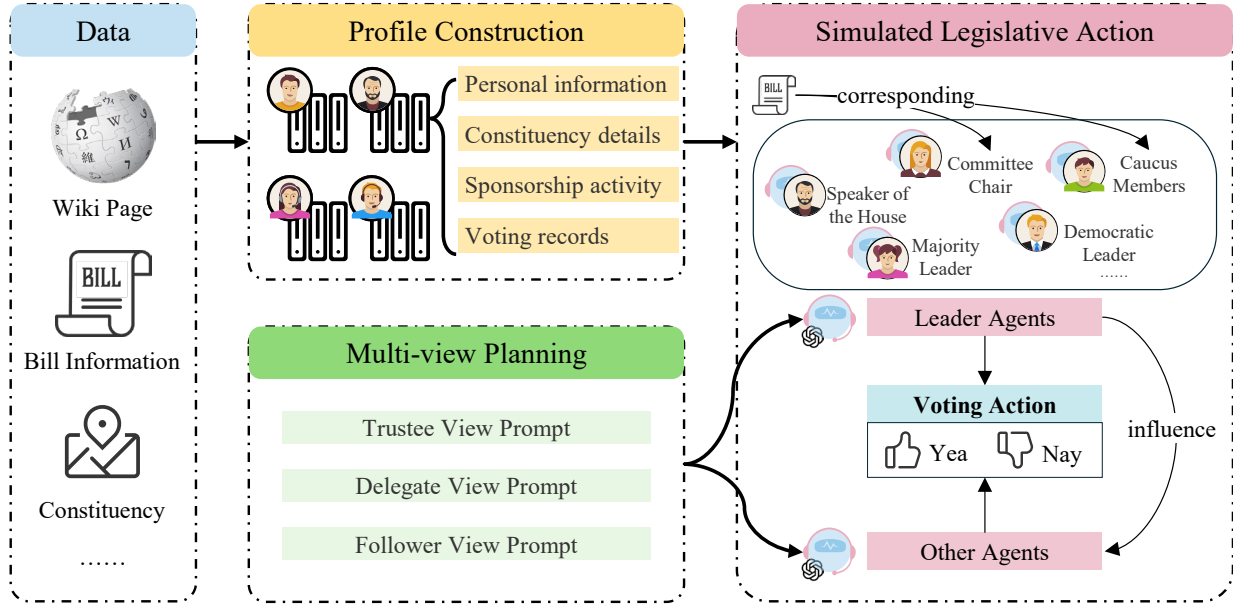 Data
Wiki Page
BILL
Bill Information
Constituency
......
Profile Construction
Personal information
Constituency details
Sponsorship activity
Voting records
Multi-view Planning
Trustee View Prompt
Delegate View Prompt
Follower View Prompt
Simulated Legislative Action
BILL
corresponding
Committee
Chair
Caucus
Members
Speaker of
the House
Majority
Leader
Democratic
Leader
......
Leader Agents
Voting Action
Yea
Nay
influence
Other Agents